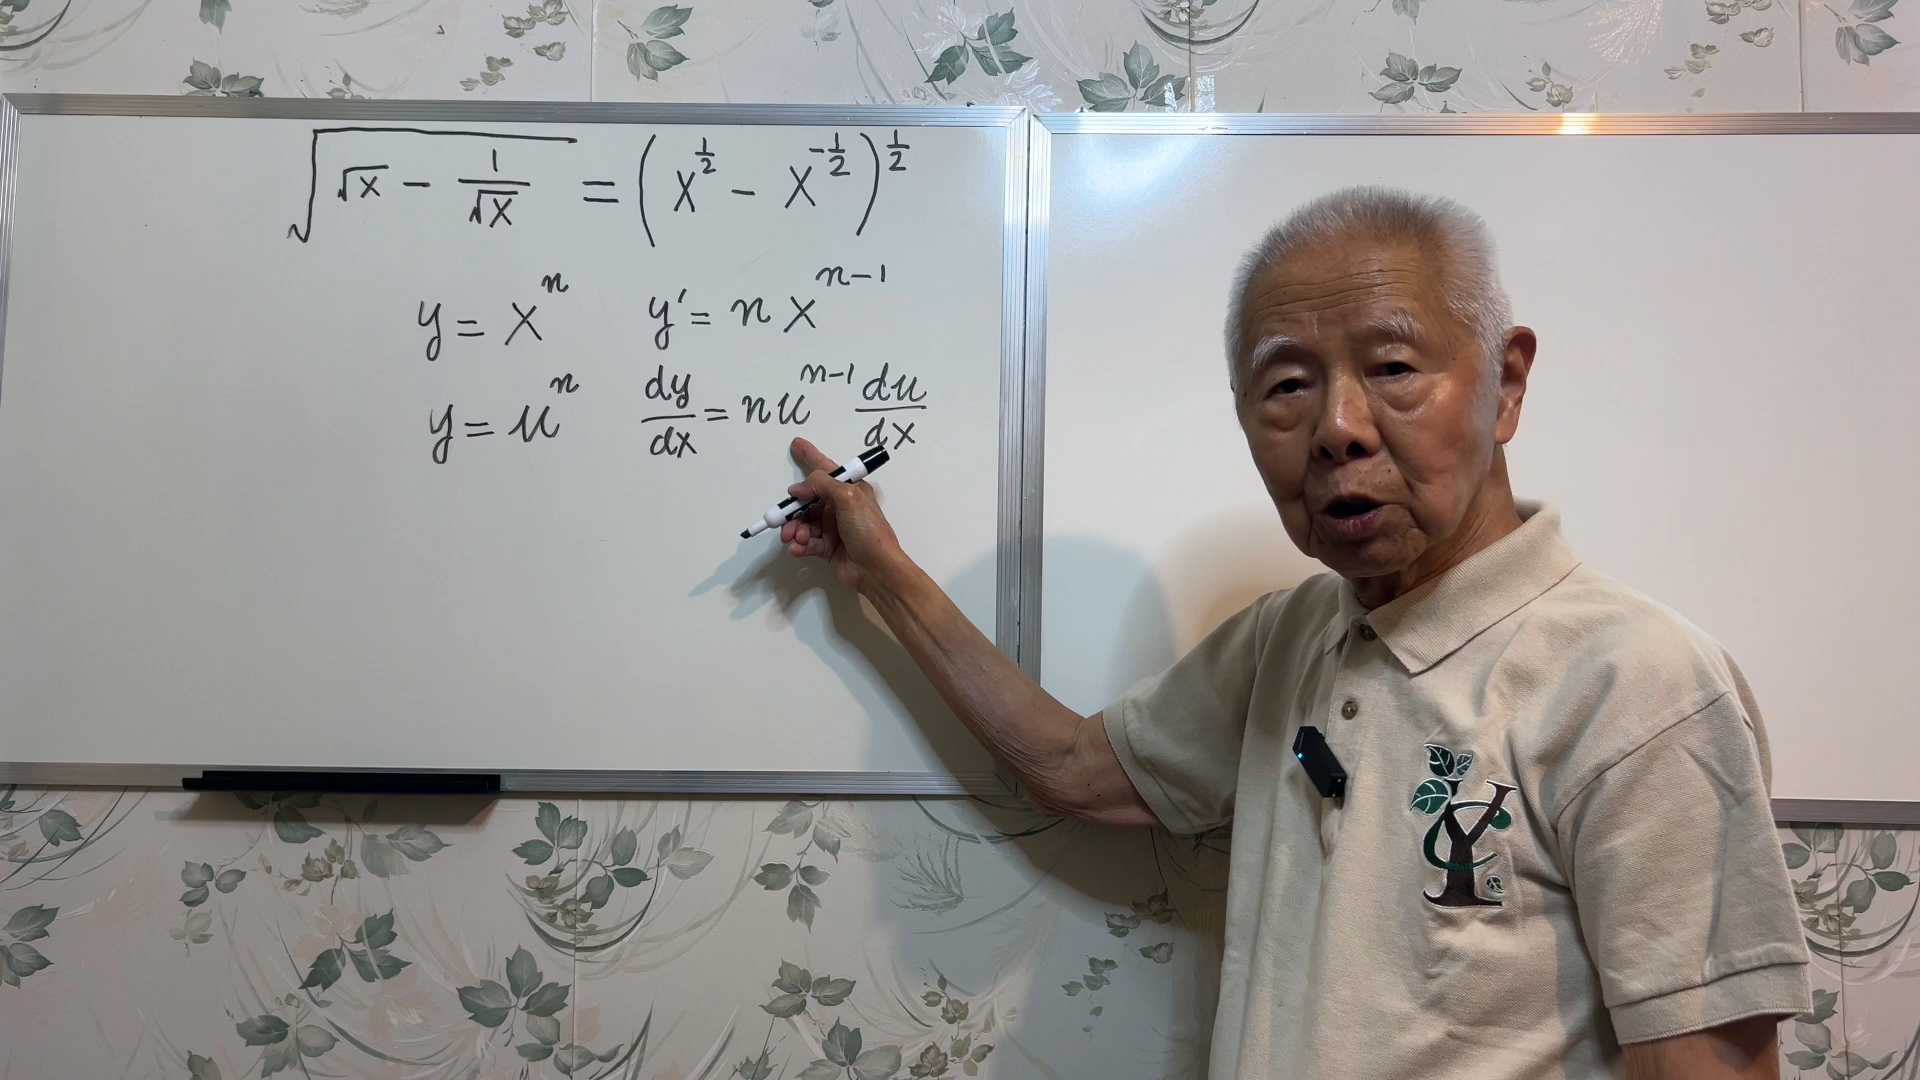 √(√x - 1/√x) = (x^(1/2) - x^(-1/2))^(1/2)
y = x^n   y' = n x^(n-1)
y = u^n   dy/dx = n u^(n-1) du/dx